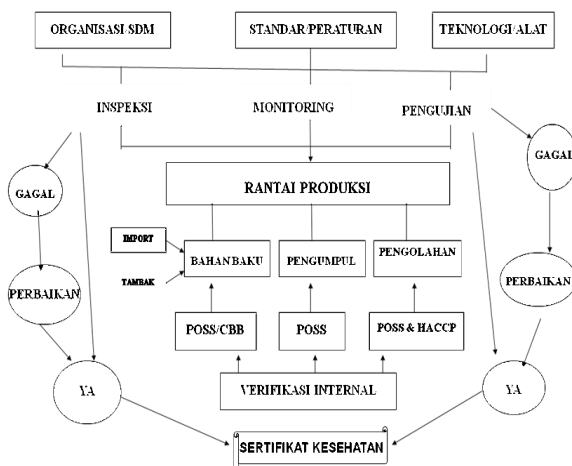 ORGANISASI/SDM
STANDAR/PERATURAN
TEKNOLOGI/ALAT
INSPEKSI
MONITORING
PENGUJIAN
GAGAL
GAGAL
RANTAI PRODUKSI
IMPORT
TAMBAK
BAHAN BAKU
PENGUMPUL
PENGOLAHAN
PERBAIKAN
PERBAIKAN
POSS/CBB
POSS
POSS & HACCP
YA
VERIFIKASI INTERNAL
YA
SERTIFIKAT KESEHATAN